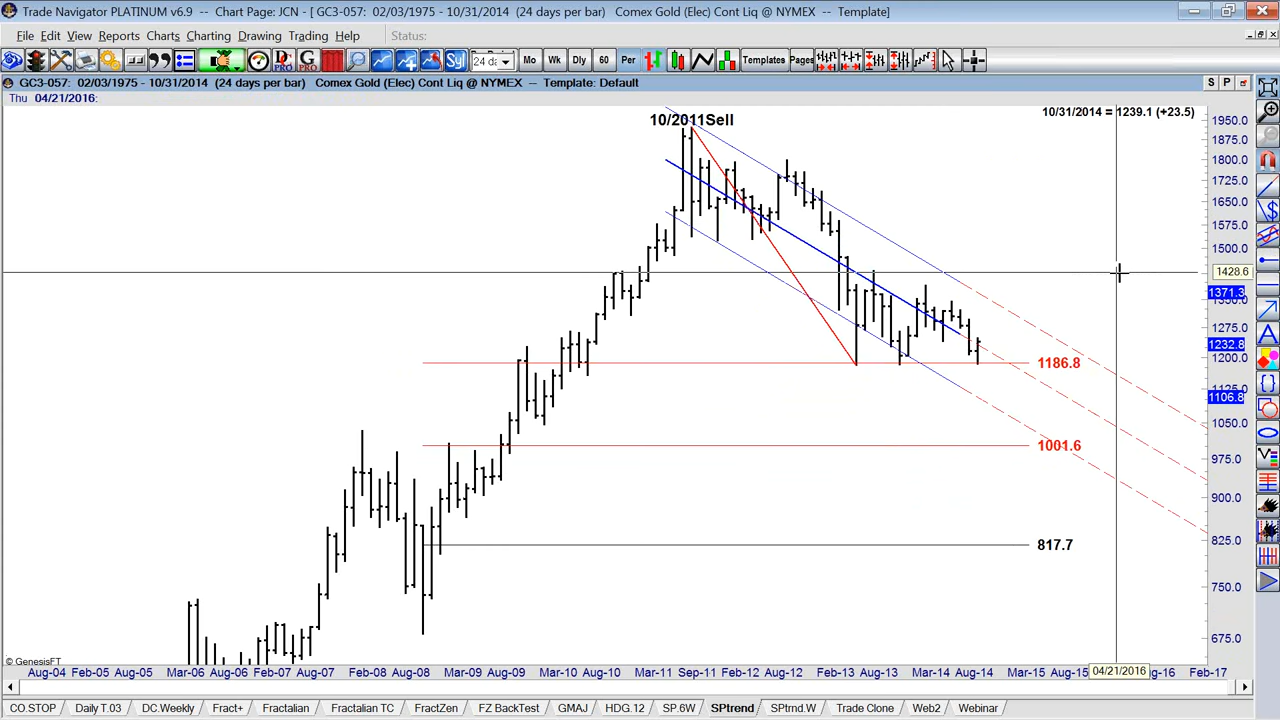 Trade Navigator PLATINUM v6.9 - Chart Page: JCN - [ GC3-057: 02/03/1975 - 10/31/2014 (24 days per bar) Comex Gold (Elec) Cont Liq @ NYMEX --- Template]
File Edit View Reports Charts Charting Drawing Trading Help Status:
24 da Mo Wk Dly 60 Per Templates Pages
GC3-057: 02/03/1975 - 10/31/2014 (24 days per bar) Comex Gold (Elec) Cont Liq @ NYMEX -- Template: Default S P
Thu 04/21/2016:
10/31/2014 = 1239.1 (+23.5)
10/2011Sell
1950.0
1875.0
1800.0
1725.0
1650.0
1575.0
1500.0
1428.6
1371.3
1350.0
1275.0
1232.8
1200.0
1186.8
1125.0
1106.8
1050.0
1001.6
975.0
900.0
817.7
825.0
750.0
675.0
© GenesisFT
Aug-04 Feb-05 Aug-05 Mar-06 Aug-06 Feb-07 Aug-07 Feb-08 Aug-08 Mar-09 Aug-09 Feb-10 Aug-10 Mar-11 Sep-11 Feb-12 Aug-12 Feb-13 Aug-13 Mar-14 Aug-14 Mar-15 Aug-15 04/21/2016 Feb-17
CO.STOP Daily T.03 DC.Weekly Fract+ Fractalian Fractalian TC FractZen FZ BackTest GMAJ HDG.12 SP.6W SPtrend SPtrnd.W Trade Clone Web2 Webinar